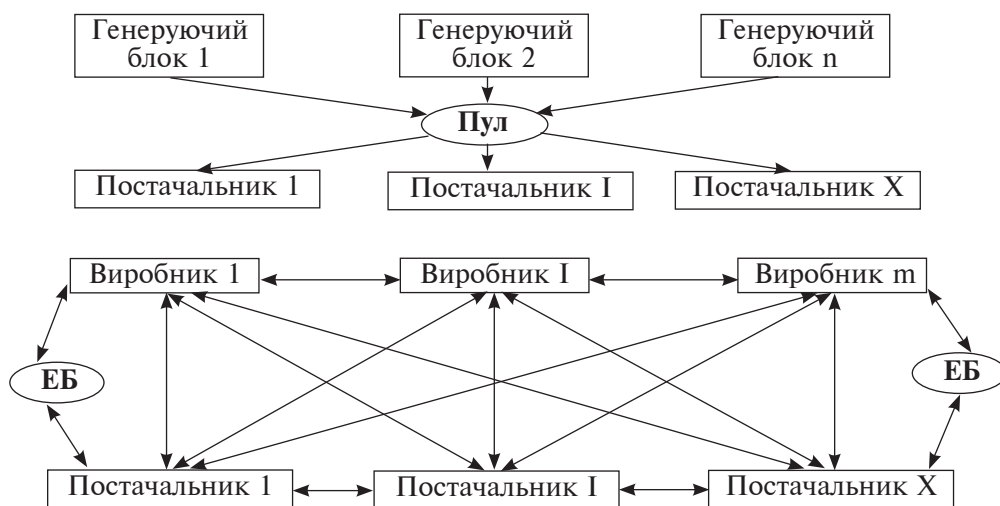 Генеруючий
блок 1
Генеруючий
блок 2
Генеруючий
блок n
Пул
Постачальник 1
Постачальник I
Постачальник X
Виробник 1
Виробник I
Виробник m
ЕБ
ЕБ
Постачальник 1
Постачальник I
Постачальник X